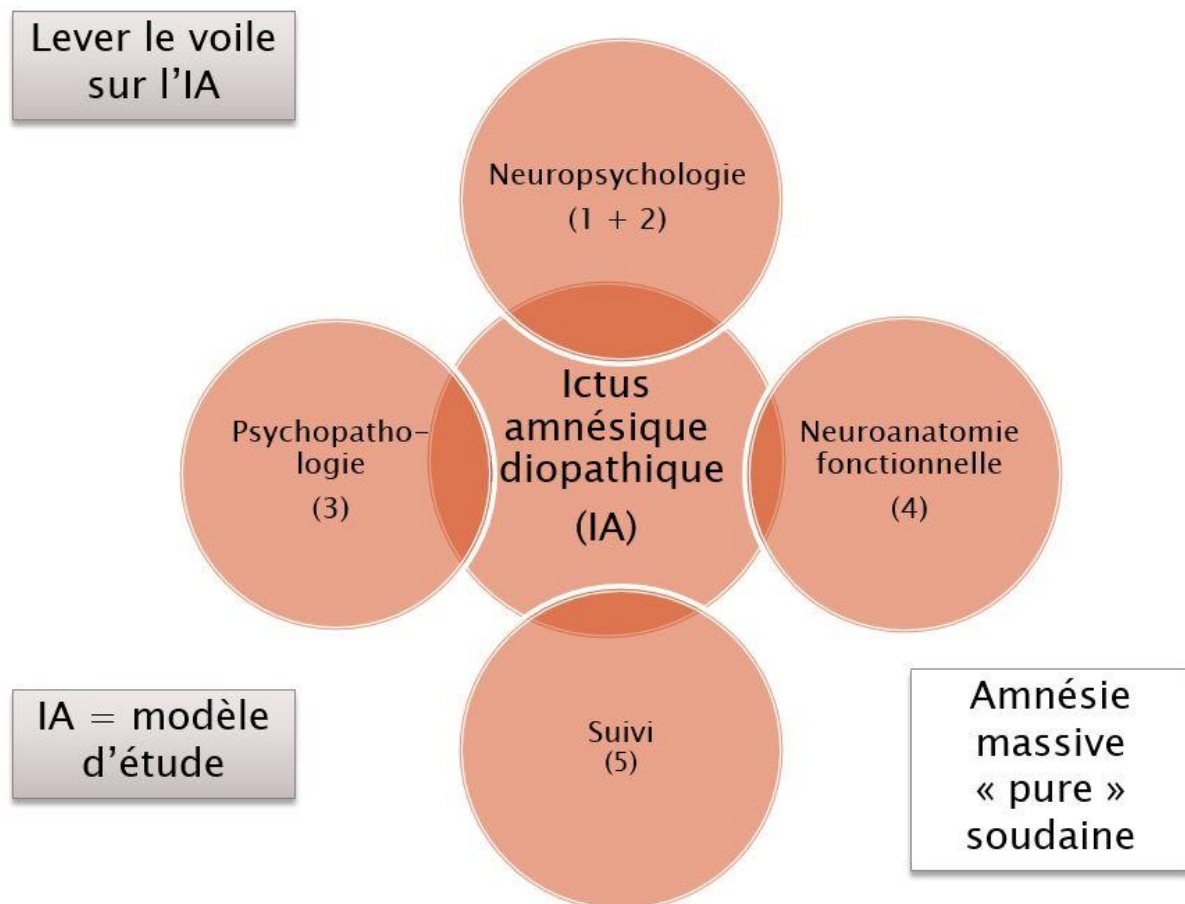 Lever le voile
sur l'IA
Neuropsychologie
(1 + 2)
Psychopatho-
logie
(3)
Ictus
amnésique
diopathique
(IA)
Neuroanatomie
fonctionnelle
(4)
Suivi
(5)
IA = modèle
d'étude
Amnésie
massive
« pure »
soudaine